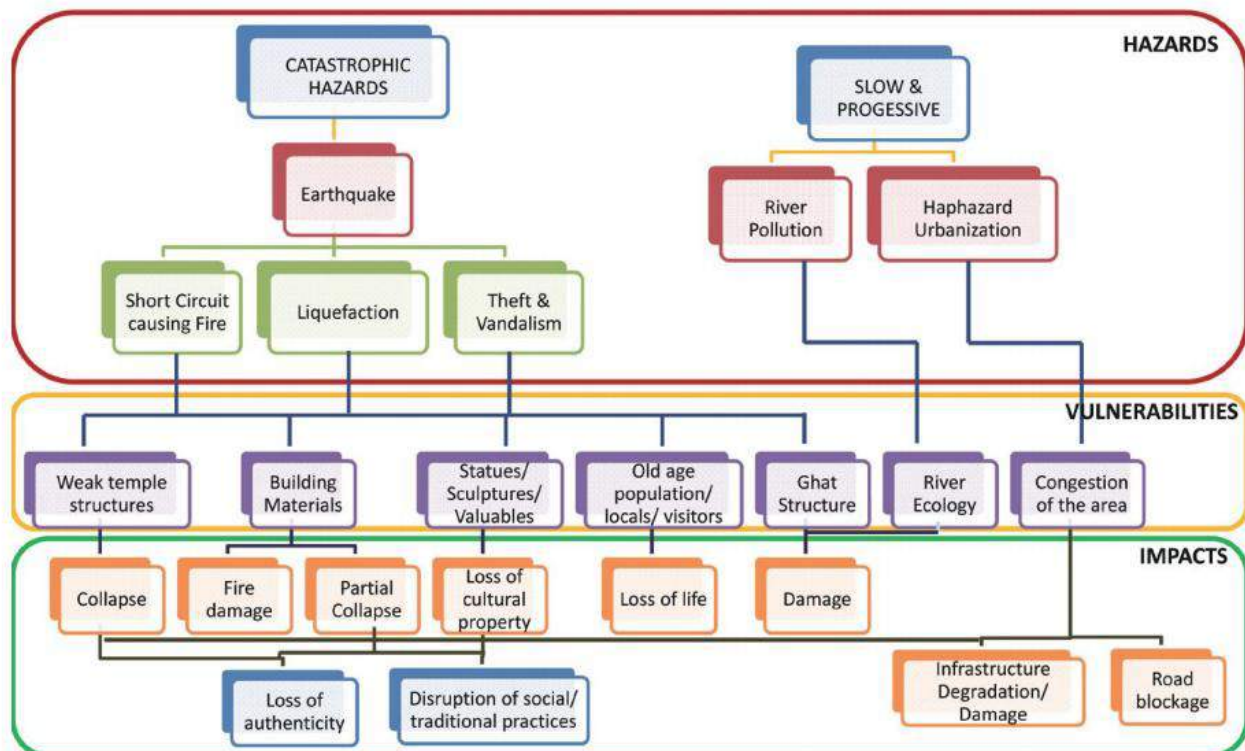 HAZARDS
CATASTROPHIC
HAZARDS
SLOW &
PROGESSIVE
Earthquake
River
Pollution
Haphazard
Urbanization
Short Circuit
causing Fire
Liquefaction
Theft &
Vandalism
VULNERABILITIES
Weak temple
structures
Building
Materials
Statues/
Sculptures/
Valuables
Old age
population/
locals/ visitors
Ghat
Structure
River
Ecology
Congestion
of the area
IMPACTS
Collapse
Fire
damage
Partial
Collapse
Loss of
cultural
property
Loss of life
Damage
Loss of
authenticity
Disruption of social/
traditional practices
Infrastructure
Degradation/
Damage
Road
blockage